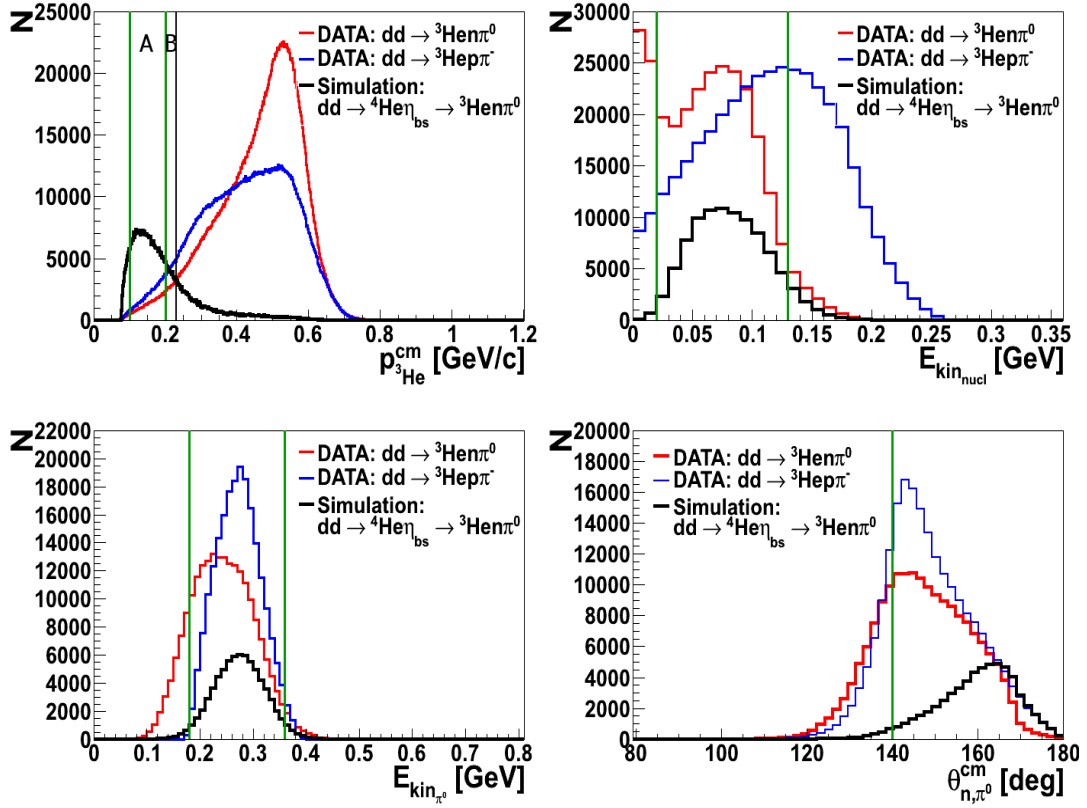 N
30000
25000
20000
15000
10000
5000
0
A B
DATA: dd → ³Henπ⁰
DATA: dd → ³Hepπ⁻
Simulation:
dd → ⁴Heη_bs → ³Henπ⁰
0 0.2 0.4 0.6 0.8 1 1.2
p^cm_³He [GeV/c]
N
30000
25000
20000
15000
10000
5000
0
DATA: dd → ³Henπ⁰
DATA: dd → ³Hepπ⁻
Simulation:
dd → ⁴Heη_bs → ³Henπ⁰
0 0.05 0.1 0.15 0.2 0.25 0.3 0.35
E_kin_nucl [GeV]
N
22000
20000
18000
16000
14000
12000
10000
8000
6000
4000
2000
0
DATA: dd → ³Henπ⁰
DATA: dd → ³Hepπ⁻
Simulation:
dd → ⁴Heη_bs → ³Henπ⁰
0 0.1 0.2 0.3 0.4 0.5 0.6 0.7 0.8
E_kin_π⁰ [GeV]
N
20000
18000
16000
14000
12000
10000
8000
6000
4000
2000
0
DATA: dd → ³Henπ⁰
DATA: dd → ³Hepπ⁻
Simulation:
dd → ⁴Heη_bs → ³Henπ⁰
80 100 120 140 160 180
θ^cm_n,π⁰ [deg]